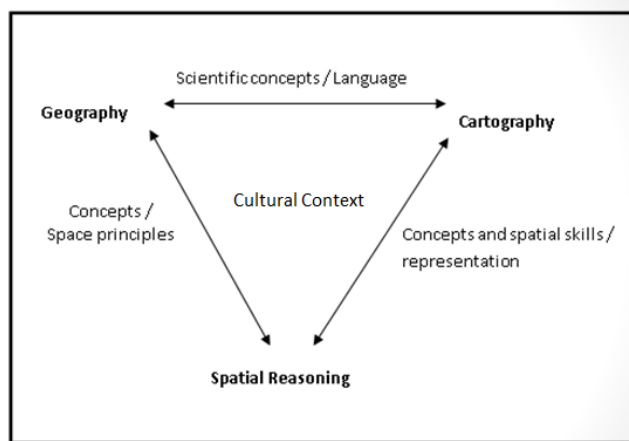 Scientific concepts / Language
Geography
Cartography
Cultural Context
Concepts /
Space principles
Concepts and spatial skills /
representation
Spatial Reasoning